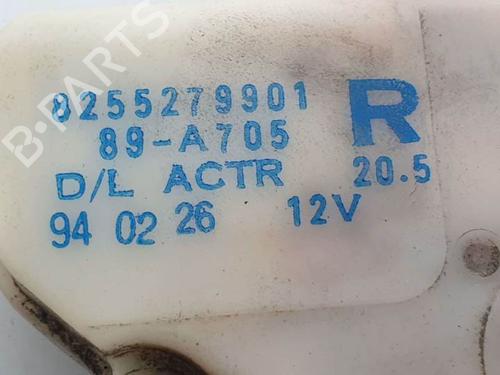 B-PARTS
8255279901 R
89-A705
D/L ACTR 20.5
94 02 26 12V